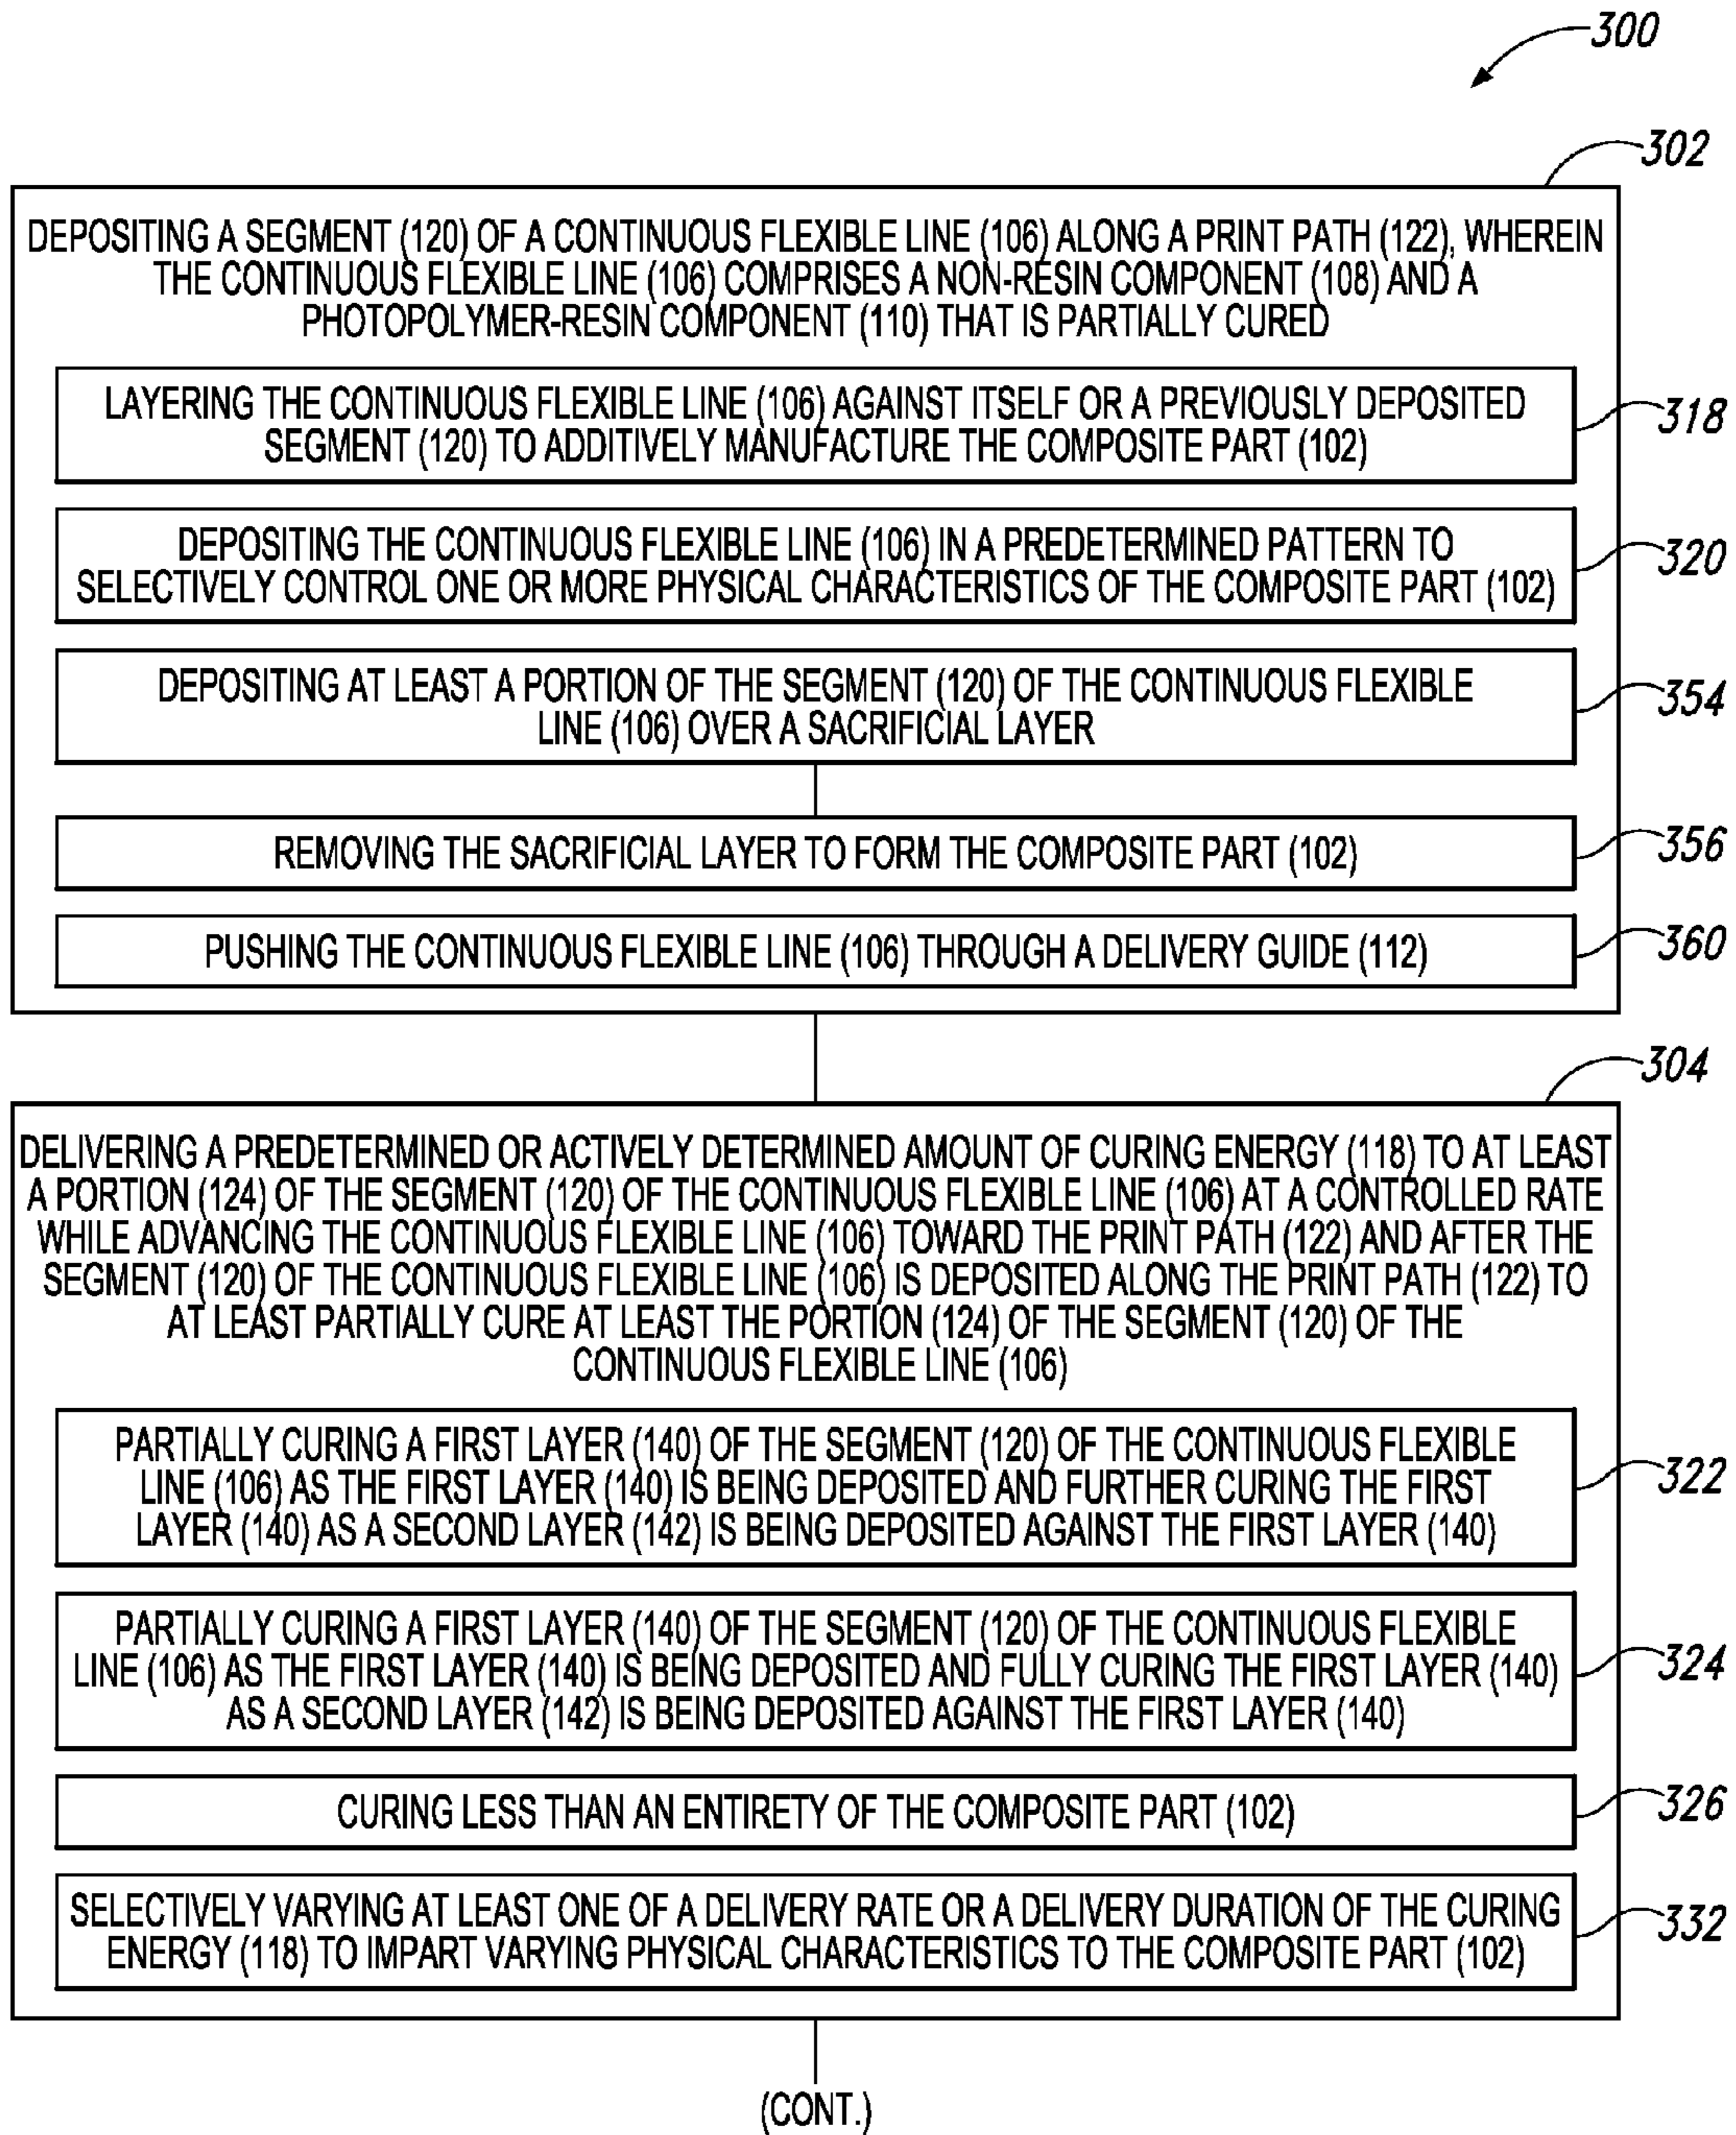 300
302
DEPOSITING A SEGMENT (120) OF A CONTINUOUS FLEXIBLE LINE (106) ALONG A PRINT PATH (122), WHEREIN
THE CONTINUOUS FLEXIBLE LINE (106) COMPRISES A NON-RESIN COMPONENT (108) AND A
PHOTOPOLYMER-RESIN COMPONENT (110) THAT IS PARTIALLY CURED
LAYERING THE CONTINUOUS FLEXIBLE LINE (106) AGAINST ITSELF OR A PREVIOUSLY DEPOSITED
SEGMENT (120) TO ADDITIVELY MANUFACTURE THE COMPOSITE PART (102)
318
DEPOSITING THE CONTINUOUS FLEXIBLE LINE (106) IN A PREDETERMINED PATTERN TO
SELECTIVELY CONTROL ONE OR MORE PHYSICAL CHARACTERISTICS OF THE COMPOSITE PART (102)
320
DEPOSITING AT LEAST A PORTION OF THE SEGMENT (120) OF THE CONTINUOUS FLEXIBLE
LINE (106) OVER A SACRIFICIAL LAYER
354
REMOVING THE SACRIFICIAL LAYER TO FORM THE COMPOSITE PART (102)
356
PUSHING THE CONTINUOUS FLEXIBLE LINE (106) THROUGH A DELIVERY GUIDE (112)
360
304
DELIVERING A PREDETERMINED OR ACTIVELY DETERMINED AMOUNT OF CURING ENERGY (118) TO AT LEAST
A PORTION (124) OF THE SEGMENT (120) OF THE CONTINUOUS FLEXIBLE LINE (106) AT A CONTROLLED RATE
WHILE ADVANCING THE CONTINUOUS FLEXIBLE LINE (106) TOWARD THE PRINT PATH (122) AND AFTER THE
SEGMENT (120) OF THE CONTINUOUS FLEXIBLE LINE (106) IS DEPOSITED ALONG THE PRINT PATH (122) TO
AT LEAST PARTIALLY CURE AT LEAST THE PORTION (124) OF THE SEGMENT (120) OF THE
CONTINUOUS FLEXIBLE LINE (106)
PARTIALLY CURING A FIRST LAYER (140) OF THE SEGMENT (120) OF THE CONTINUOUS FLEXIBLE
LINE (106) AS THE FIRST LAYER (140) IS BEING DEPOSITED AND FURTHER CURING THE FIRST
LAYER (140) AS A SECOND LAYER (142) IS BEING DEPOSITED AGAINST THE FIRST LAYER (140)
322
PARTIALLY CURING A FIRST LAYER (140) OF THE SEGMENT (120) OF THE CONTINUOUS FLEXIBLE
LINE (106) AS THE FIRST LAYER (140) IS BEING DEPOSITED AND FULLY CURING THE FIRST LAYER (140)
AS A SECOND LAYER (142) IS BEING DEPOSITED AGAINST THE FIRST LAYER (140)
324
CURING LESS THAN AN ENTIRETY OF THE COMPOSITE PART (102)
326
SELECTIVELY VARYING AT LEAST ONE OF A DELIVERY RATE OR A DELIVERY DURATION OF THE CURING
ENERGY (118) TO IMPART VARYING PHYSICAL CHARACTERISTICS TO THE COMPOSITE PART (102)
332
(CONT.)